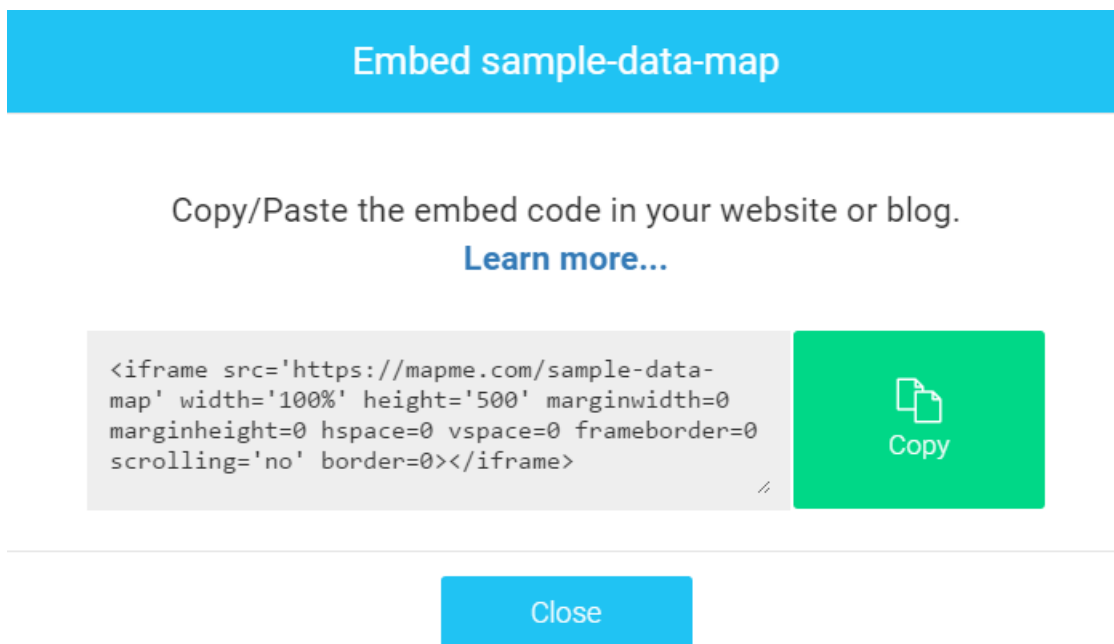 Embed sample-data-map
Copy/Paste the embed code in your website or blog.
Learn more...
<iframe src='https://mapme.com/sample-data-
map' width='100%' height='500' marginwidth=0
marginheight=0 hspace=0 vspace=0 frameborder=0
scrolling='no' border=0></iframe>
Copy
Close